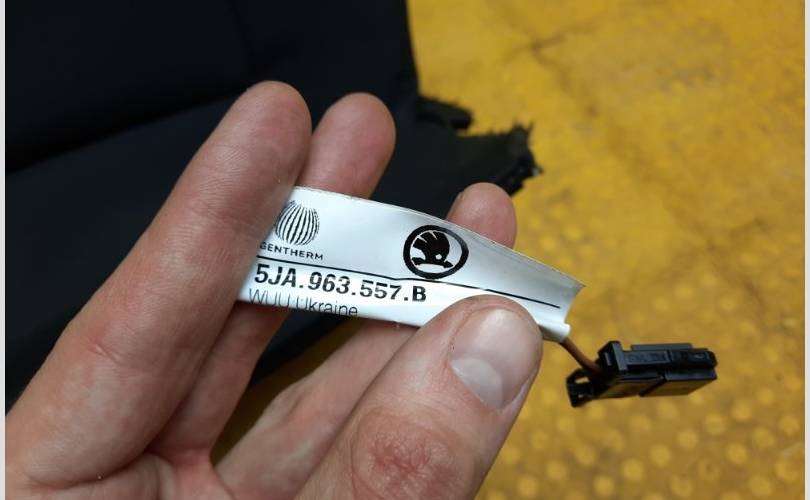 GENTHERM
5JA.963.557.B
WUU Ukraine